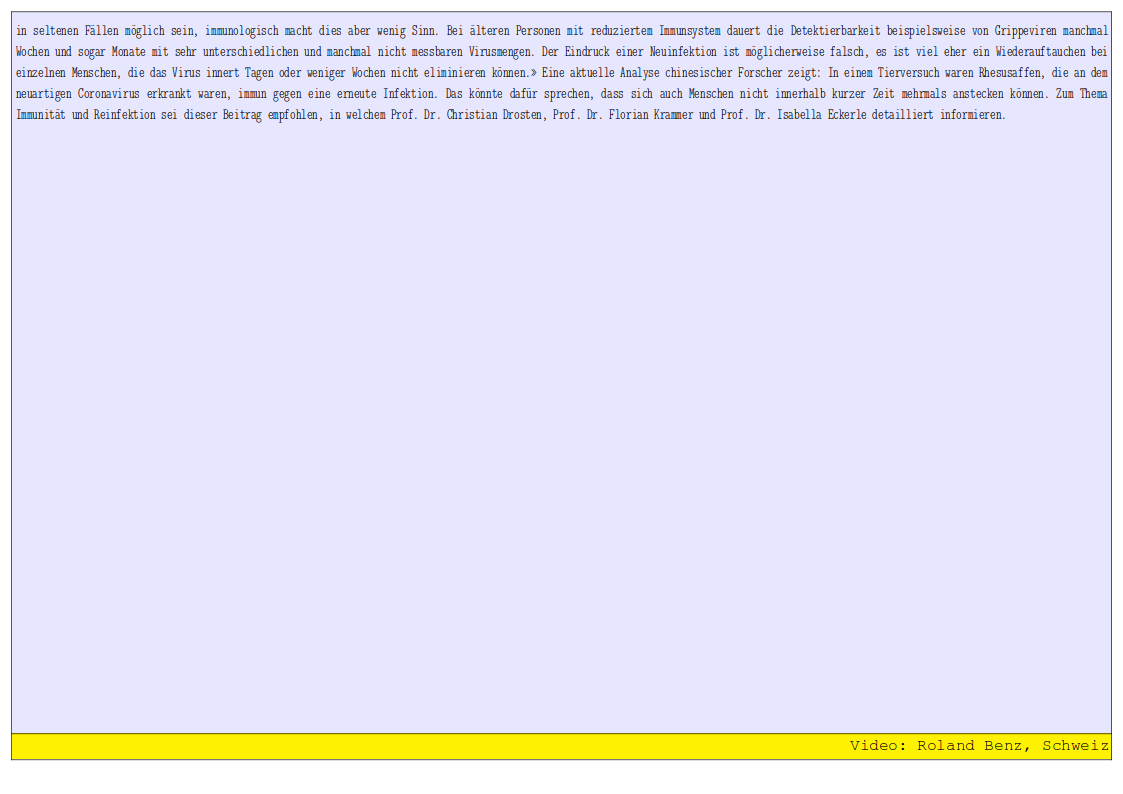 in seltenen Fällen möglich sein, immunologisch macht dies aber wenig Sinn. Bei älteren Personen mit reduziertem Immunsystem dauert die Detektierbarkeit beispielsweise von Grippeviren manchmal
Wochen und sogar Monate mit sehr unterschiedlichen und manchmal nicht messbaren Virusmengen. Der Eindruck einer Neuinfektion ist möglicherweise falsch, es ist viel eher ein Wiederauftauchen bei
einzelnen Menschen, die das Virus innert Tagen oder weniger Wochen nicht eliminieren können.» Eine aktuelle Analyse chinesischer Forscher zeigt: In einem Tierversuch waren Rhesusaffen, die an dem
neuartigen Coronavirus erkrankt waren, immun gegen eine erneute Infektion. Das könnte dafür sprechen, dass sich auch Menschen nicht innerhalb kurzer Zeit mehrmals anstecken können. Zum Thema
Immunität und Reinfektion sei dieser Beitrag empfohlen, in welchem Prof. Dr. Christian Drosten, Prof. Dr. Florian Krammer und Prof. Dr. Isabella Eckerle detailliert informieren.
Video: Roland Benz, Schweiz